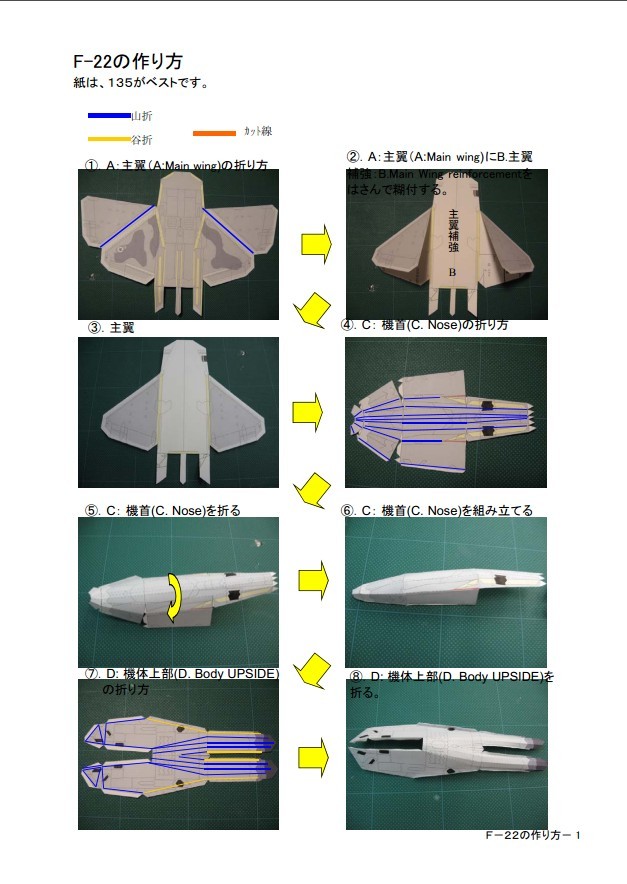 F-22の作り方
紙は、135がベストです。
山折
谷折
ｶｯﾄ線
①．A：主翼（A:Main wing)の折り方
②．A：主翼（A:Main wing)にB.主翼
補強：B.Main Wing reinforcementを
はさんで糊付する。
主翼補強
B
③．主翼
④．C：機首(C. Nose)の折り方
⑤．C：機首(C. Nose)を折る
⑥．C：機首(C. Nose)を組み立てる
⑦．D：機体上部(D. Body UPSIDE)
の折り方
⑧．D：機体上部(D. Body UPSIDE)を
折る。
F－22の作り方－ 1